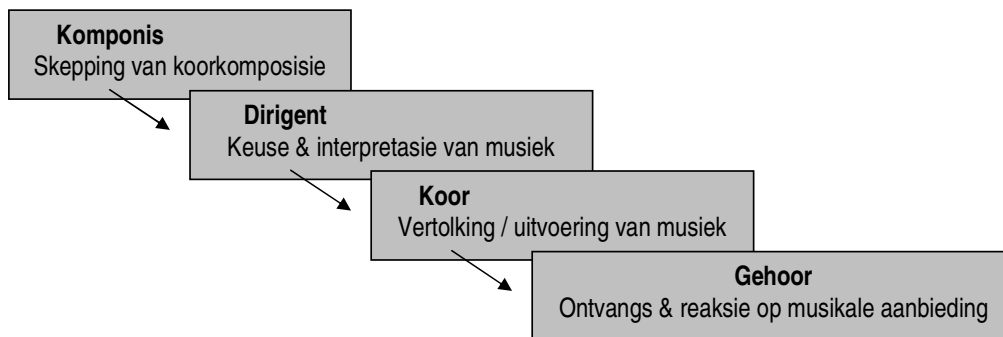 Komponis
Skepping van koorkomposisie
Dirigent
Keuse & interpretasie van musiek
Koor
Vertolking / uitvoering van musiek
Gehoor
Ontvangs & reaksie op musikale aanbieding